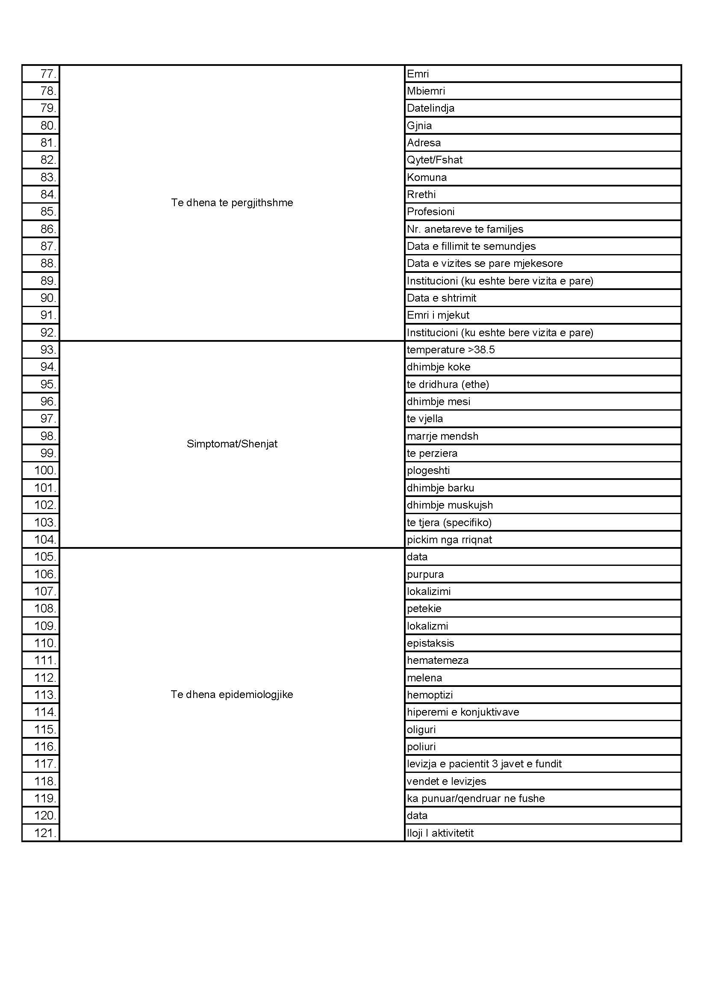 77. Emri
78. Mbiemri
79. Datelindja
80. Gjnia
81. Adresa
82. Qytet/Fshat
83. Komuna
84. Rrethi
Te dhena te pergjithshme
85. Profesioni
86. Nr. anetareve te familjes
87. Data e fillimit te semundjes
88. Data e vizites se pare mjekesore
89. Institucioni (ku eshte bere vizita e pare)
90. Data e shtrimit
91. Emri i mjekut
92. Institucioni (ku eshte bere vizita e pare)
93. temperature >38.5
94. dhimbje koke
95. te dridhura (ethe)
96. dhimbje mesi
97. te vjella
98. marrje mendsh
Simptomat/Shenjat
99. te perziera
100. plogeshti
101. dhimbje barku
102. dhimbje muskujsh
103. te tjera (specifiko)
104. pickim nga rriqnat
105. data
106. purpura
107. lokalizimi
108. petekie
109. lokalizmi
110. epistaksis
111. hematemeza
112. melena
113. Te dhena epidemiologjike hemoptizi
114. hiperemi e konjuktivave
115. oliguri
116. poliuri
117. levizja e pacientit 3 javet e fundit
118. vendet e levizjes
119. ka punuar/qendruar ne fushe
120. data
121. lloji I aktivitetit